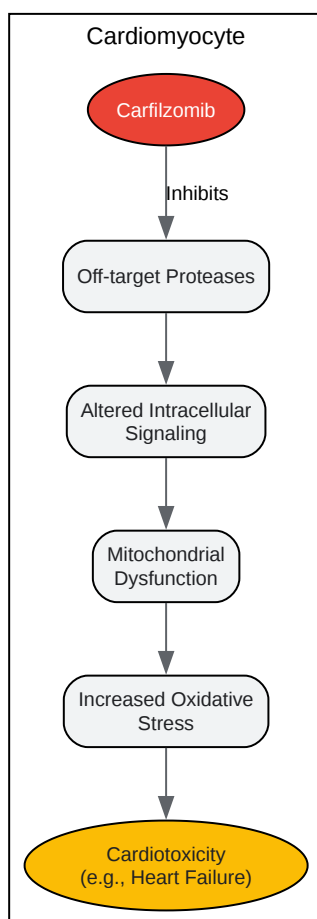 Cardiomyocyte
Carfilzomib
Inhibits
Off-target Proteases
Altered Intracellular
Signaling
Mitochondrial
Dysfunction
Increased Oxidative
Stress
Cardiotoxicity
(e.g., Heart Failure)